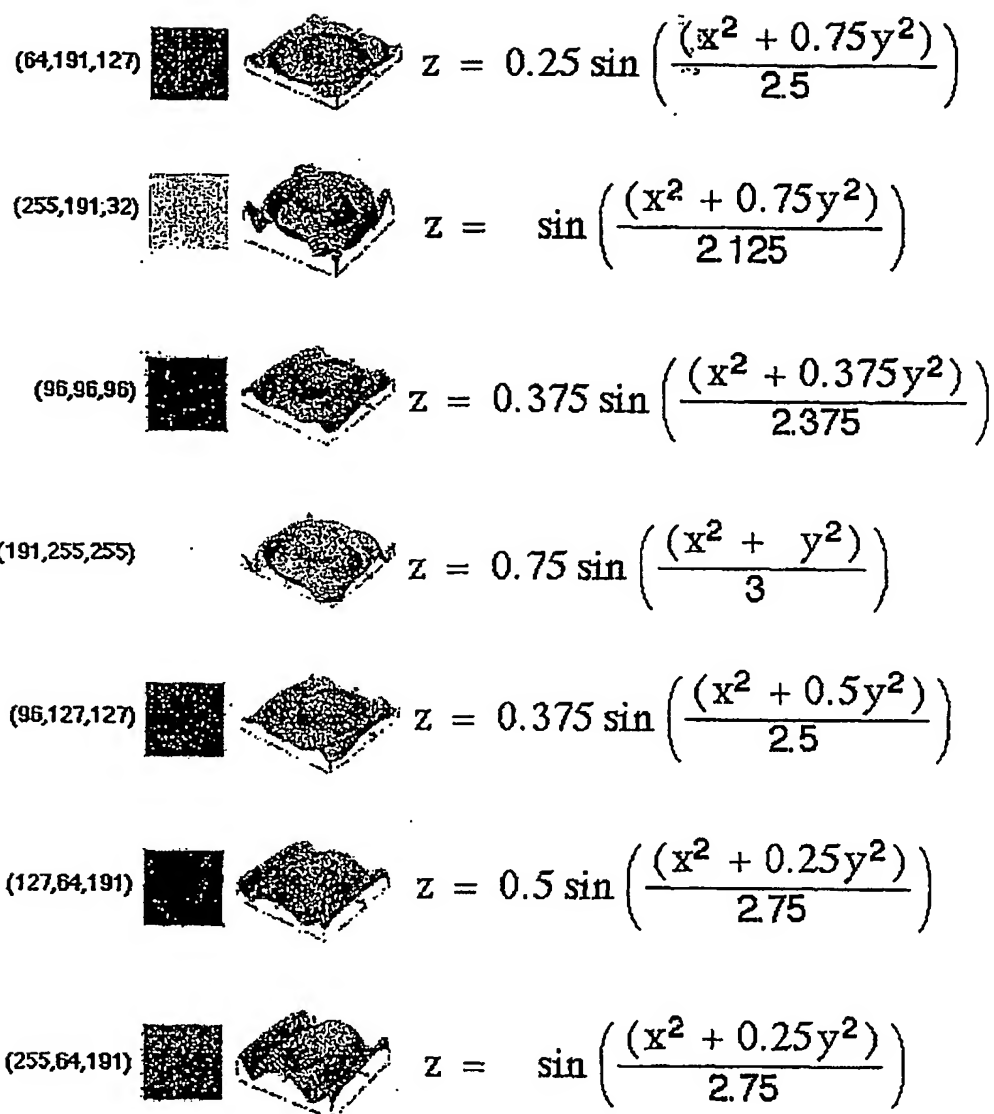 (64,191,127) z = 0.25 sin ( (x² + 0.75y²) / 2.5 )
(255,191,32) z = sin ( (x² + 0.75y²) / 2.125 )
(96,96,96) z = 0.375 sin ( (x² + 0.375y²) / 2.375 )
(191,255,255) z = 0.75 sin ( (x² + y²) / 3 )
(96,127,127) z = 0.375 sin ( (x² + 0.5y²) / 2.5 )
(127,64,191) z = 0.5 sin ( (x² + 0.25y²) / 2.75 )
(255,64,191) z = sin ( (x² + 0.25y²) / 2.75 )